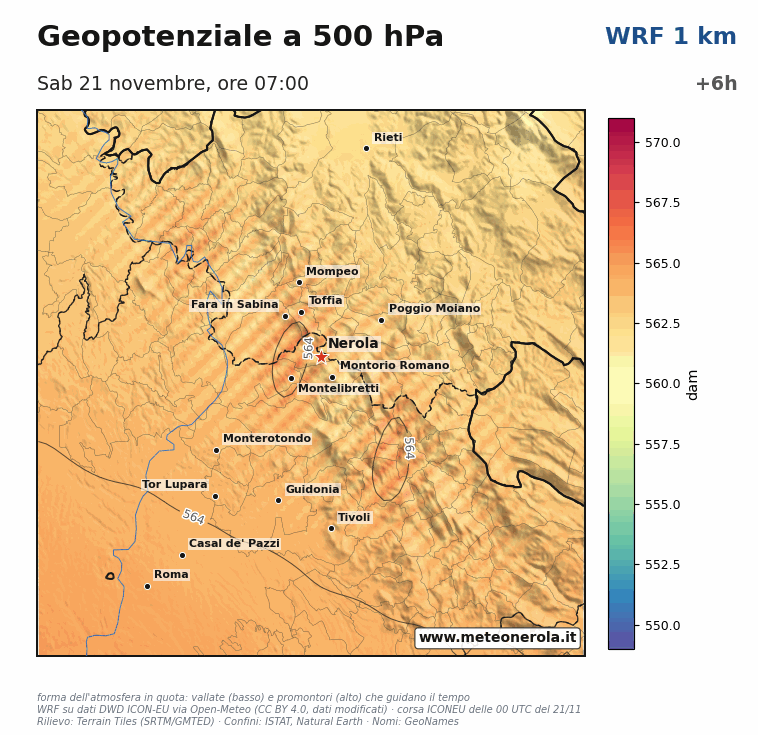 Geopotenziale a 500 hPa
WRF 1 km
Sab 21 novembre, ore 07:00
+6h
Rieti
570.0
567.5
565.0
562.5
560.0
557.5
555.0
552.5
550.0
dam
Mompeo
Toffia
Fara in Sabina
Poggio Moiano
Nerola
564
Montorio Romano
Montelibretti
Monterotondo
564
Tor Lupara
Guidonia
564
Tivoli
Casal de' Pazzi
Roma
www.meteonerola.it
forma dell'atmosfera in quota: vallate (basso) e promontori (alto) che guidano il tempo
WRF su dati DWD ICON-EU via Open-Meteo (CC BY 4.0, dati modificati) · corsa ICONEU delle 00 UTC del 21/11
Rilievo: Terrain Tiles (SRTM/GMTED) · Confini: ISTAT, Natural Earth · Nomi: GeoNames